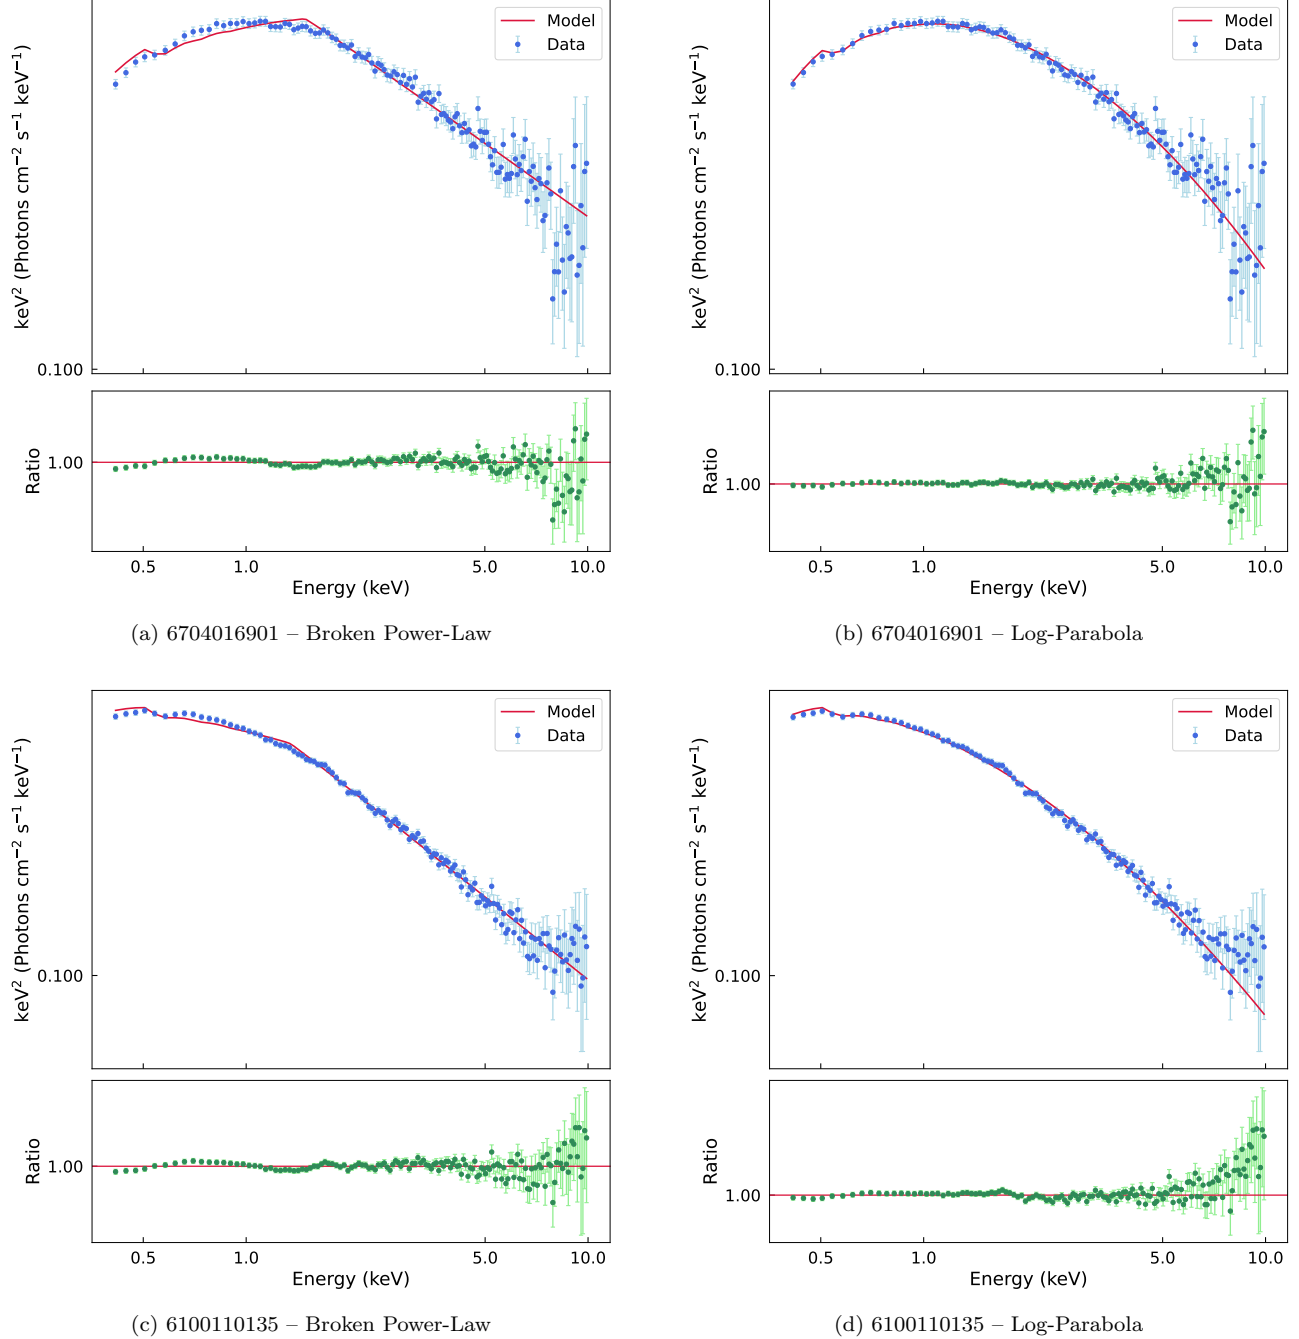 keV² (Photons cm⁻² s⁻¹ keV⁻¹)
Model
Data
0.100
Ratio
1.00
0.5 1.0 5.0 10.0
Energy (keV)
(a) 6704016901 – Broken Power-Law
keV² (Photons cm⁻² s⁻¹ keV⁻¹)
Model
Data
0.100
Ratio
1.00
0.5 1.0 5.0 10.0
Energy (keV)
(b) 6704016901 – Log-Parabola
keV² (Photons cm⁻² s⁻¹ keV⁻¹)
Model
Data
0.100
Ratio
1.00
0.5 1.0 5.0 10.0
Energy (keV)
(c) 6100110135 – Broken Power-Law
keV² (Photons cm⁻² s⁻¹ keV⁻¹)
Model
Data
0.100
Ratio
1.00
0.5 1.0 5.0 10.0
Energy (keV)
(d) 6100110135 – Log-Parabola